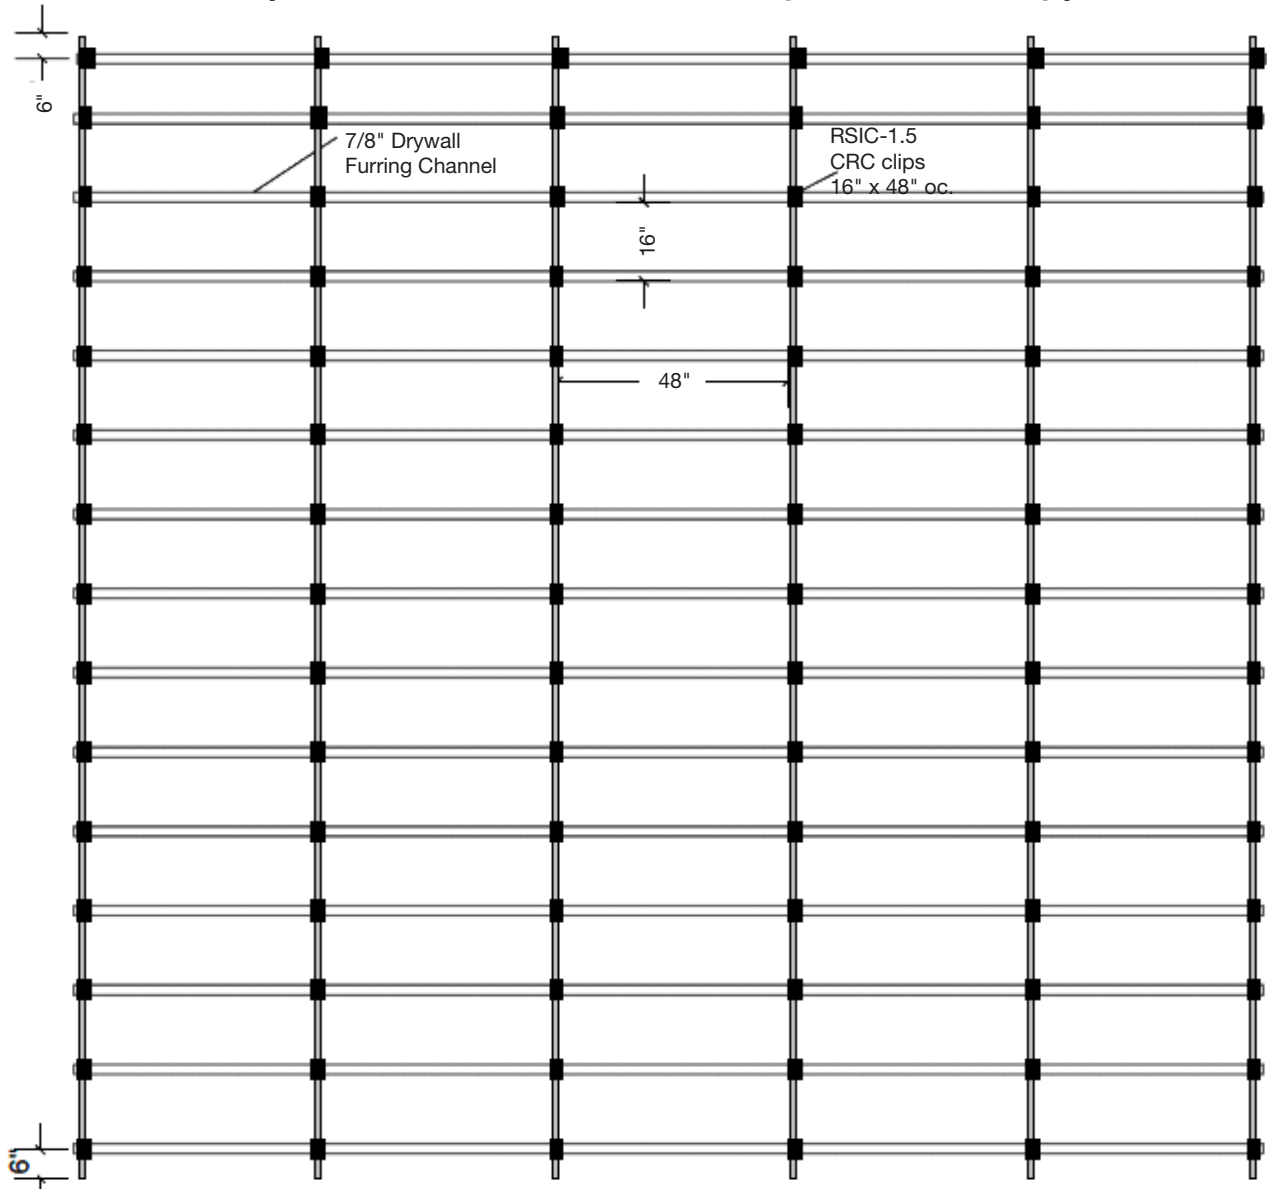 6"
7/8" Drywall
Furring Channel
RSIC-1.5
CRC clips
16" x 48" oc.
16"
48"
6"